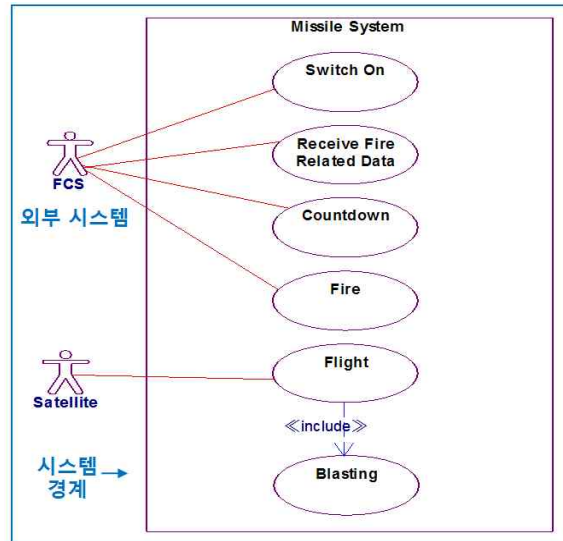 Missile System
Switch On
Receive Fire
Related Data
FCS
외부 시스템
Countdown
Fire
Flight
Satellite
≪include≫
시스템
경계
Blasting